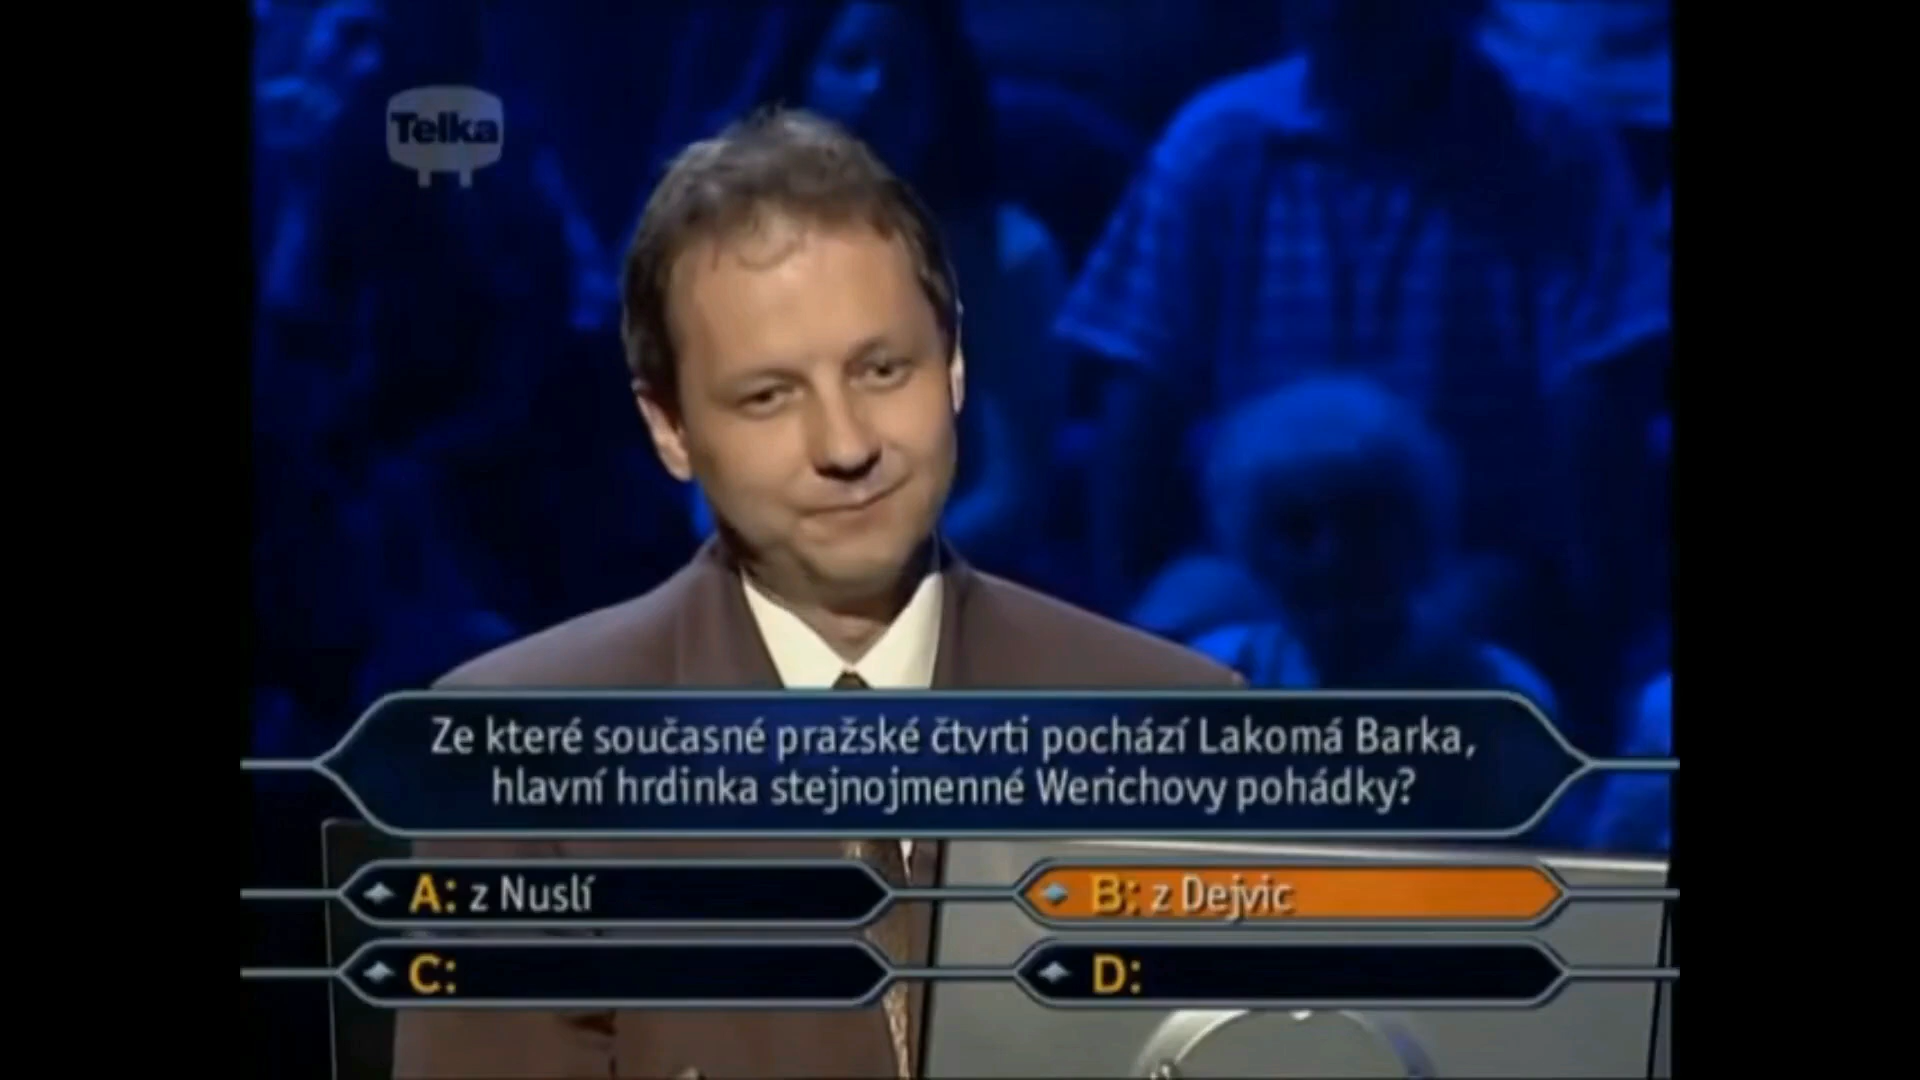 Telka
Ze které současné pražské čtvrti pochází Lakomá Barka,
hlavní hrdinka stejnojmenné Werichovy pohádky?
A: z Nuslí
B: z Dejvic
C:
D: